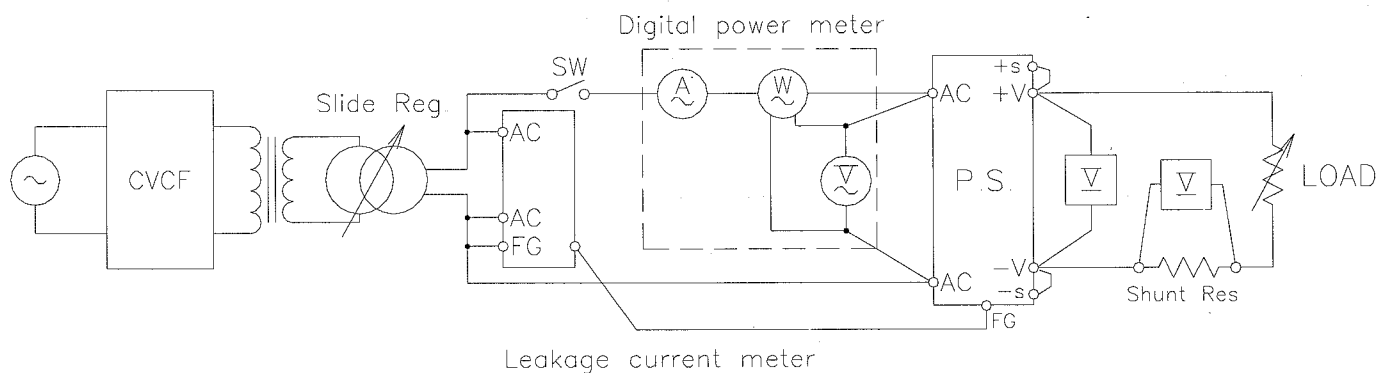 Digital power meter
SW
Slide Reg.
A
W
AC
+s
+V
AC
CVCF
V
P.S.
V
V
LOAD
AC
FG
AC
-V
-s
Shunt Res
FG
Leakage current meter